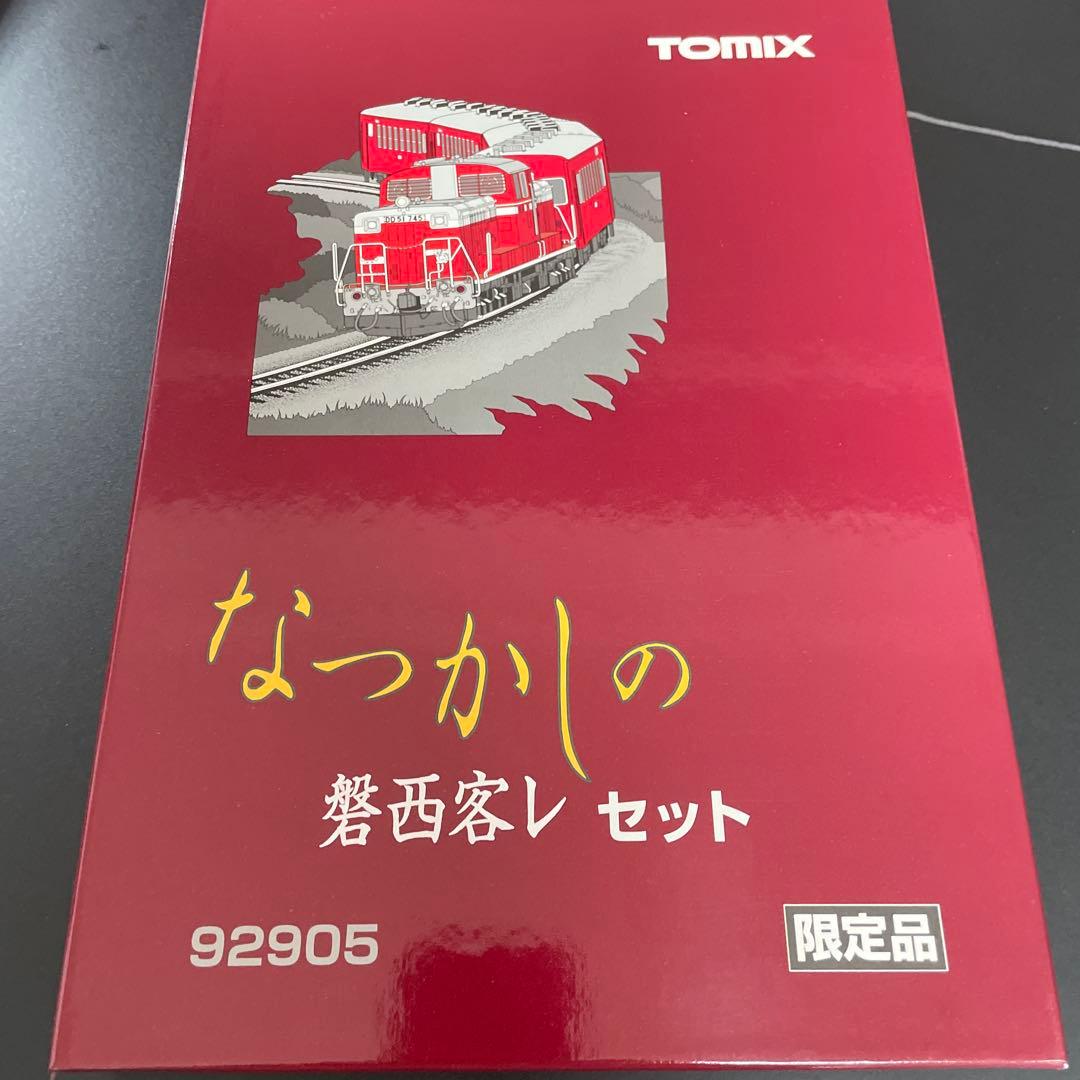 TOMIX
DD51 745
なつかしの
磐西客レ セット
92905
限定品